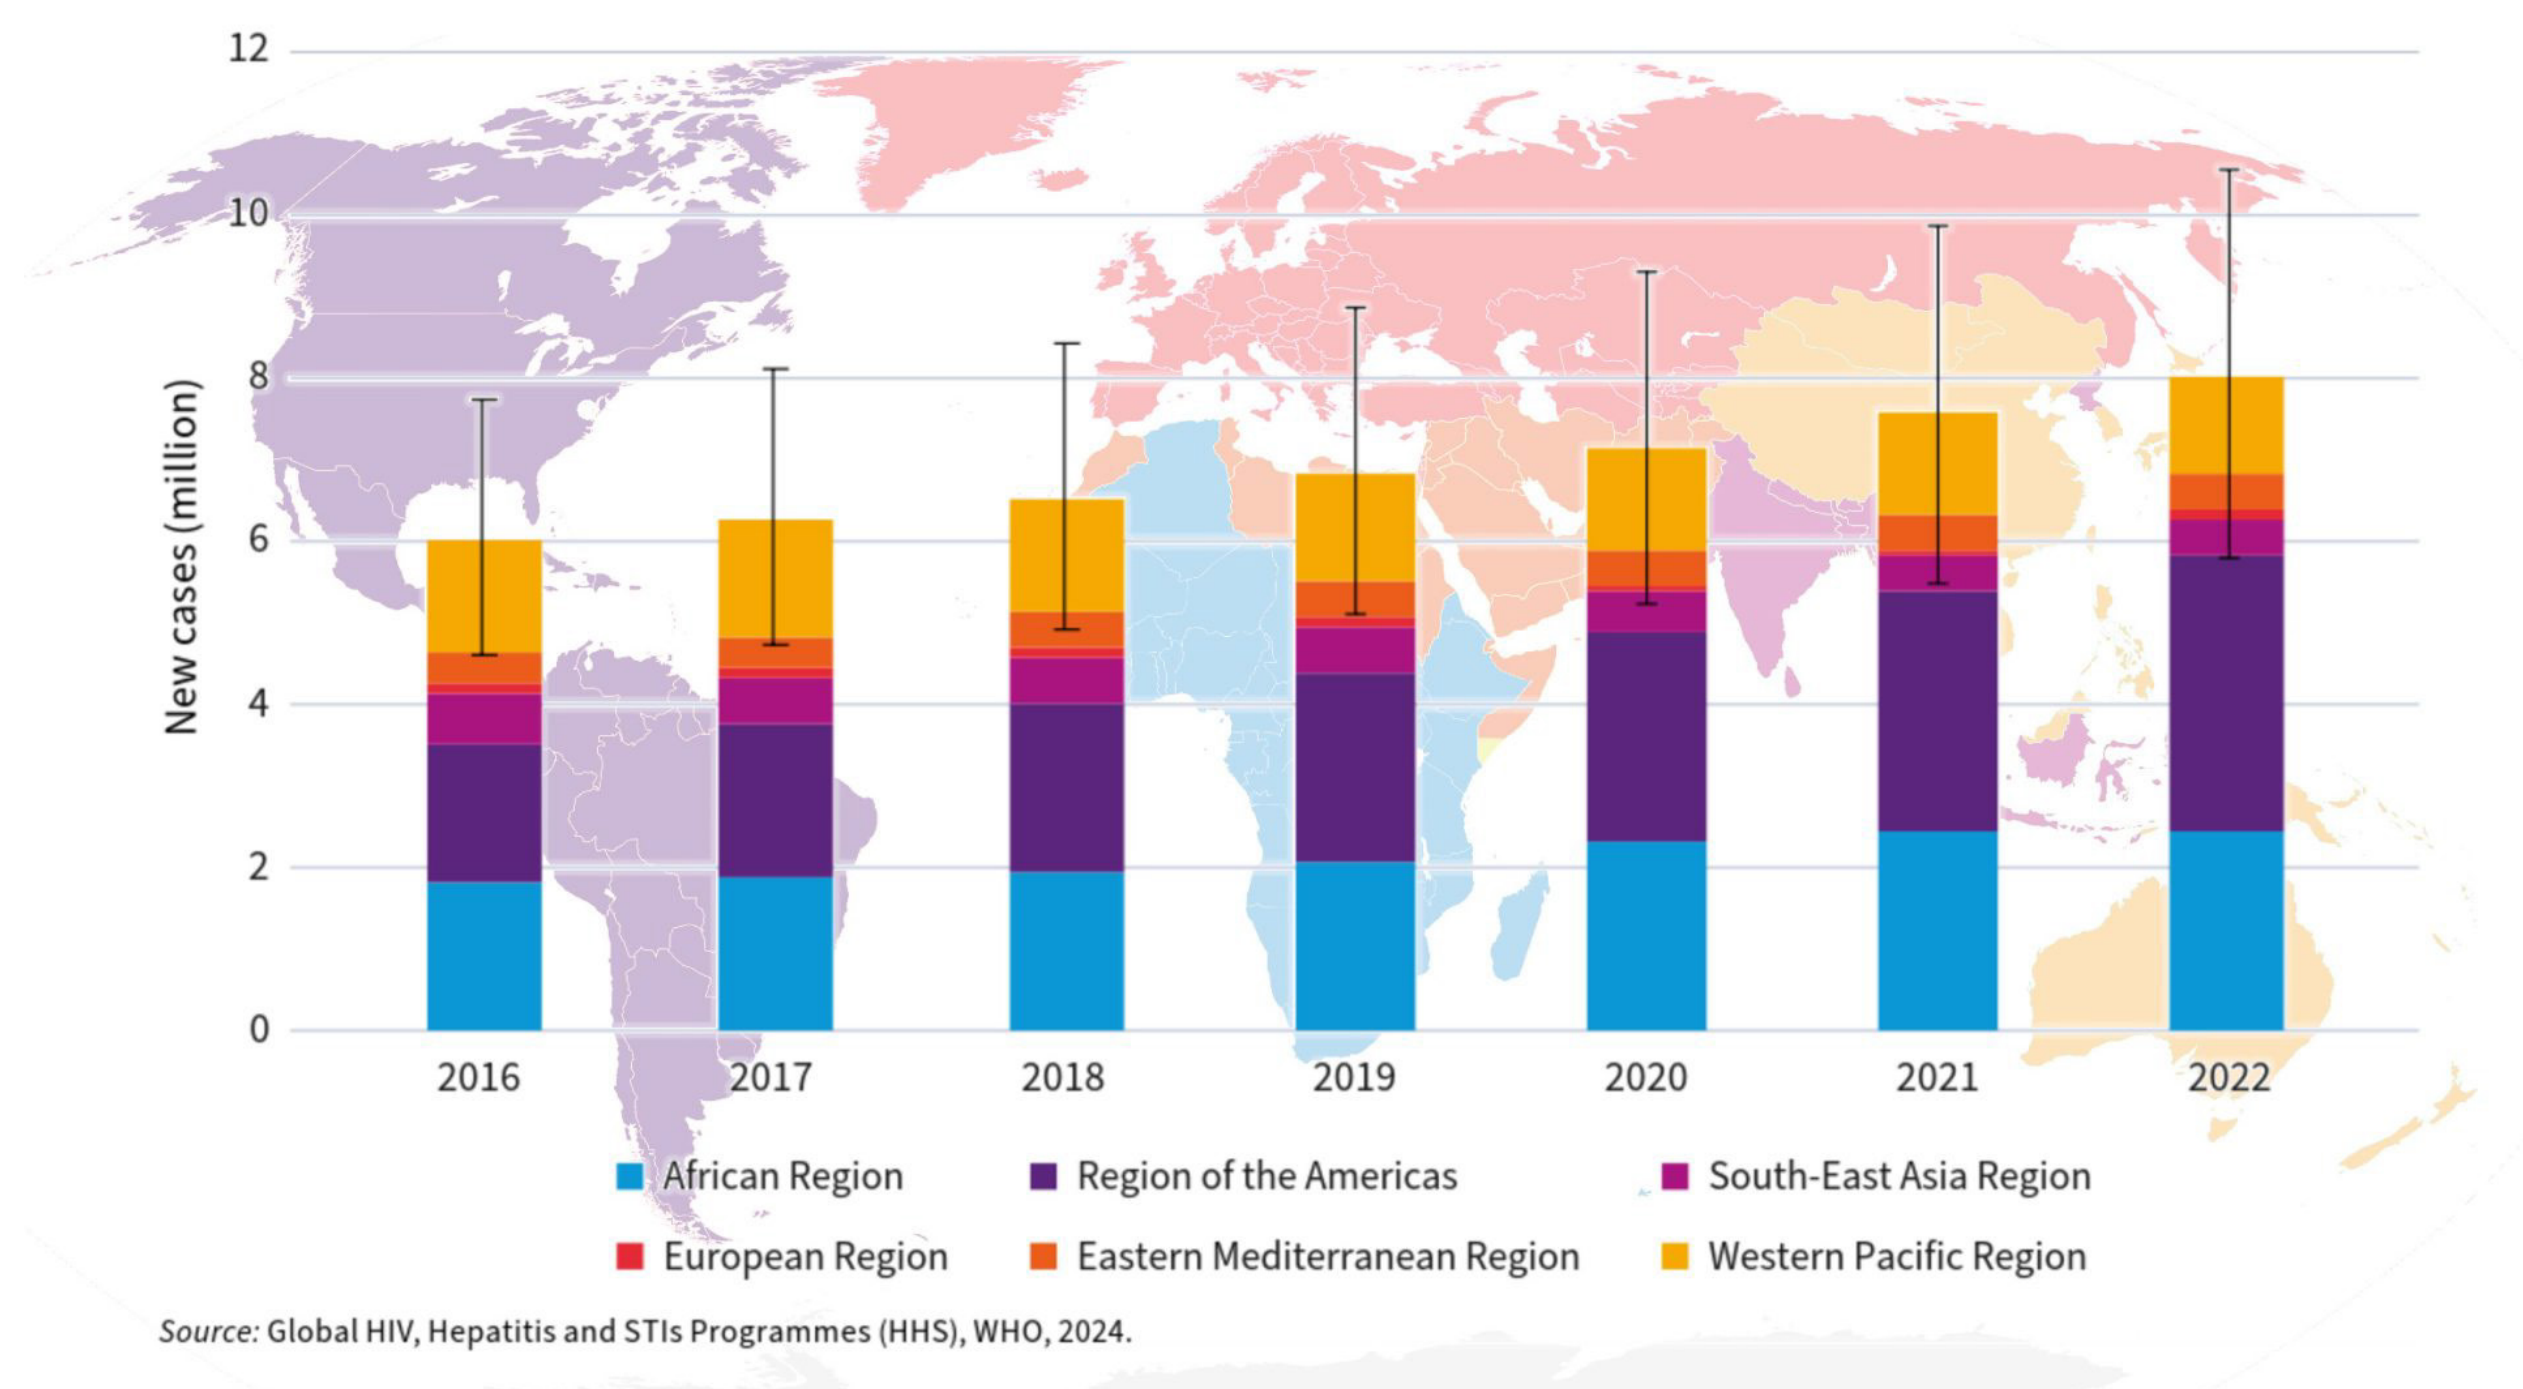 12
10
8
6
4
2
0
New cases (million)
2016 2017 2018 2019 2020 2021 2022
African Region Region of the Americas South-East Asia Region
European Region Eastern Mediterranean Region Western Pacific Region
Source: Global HIV, Hepatitis and STIs Programmes (HHS), WHO, 2024.